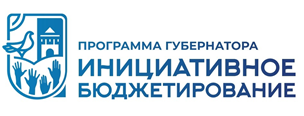 ПРОГРАММА ГУБЕРНАТОРА
ИНИЦИАТИВНОЕ
БЮДЖЕТИРОВАНИЕ